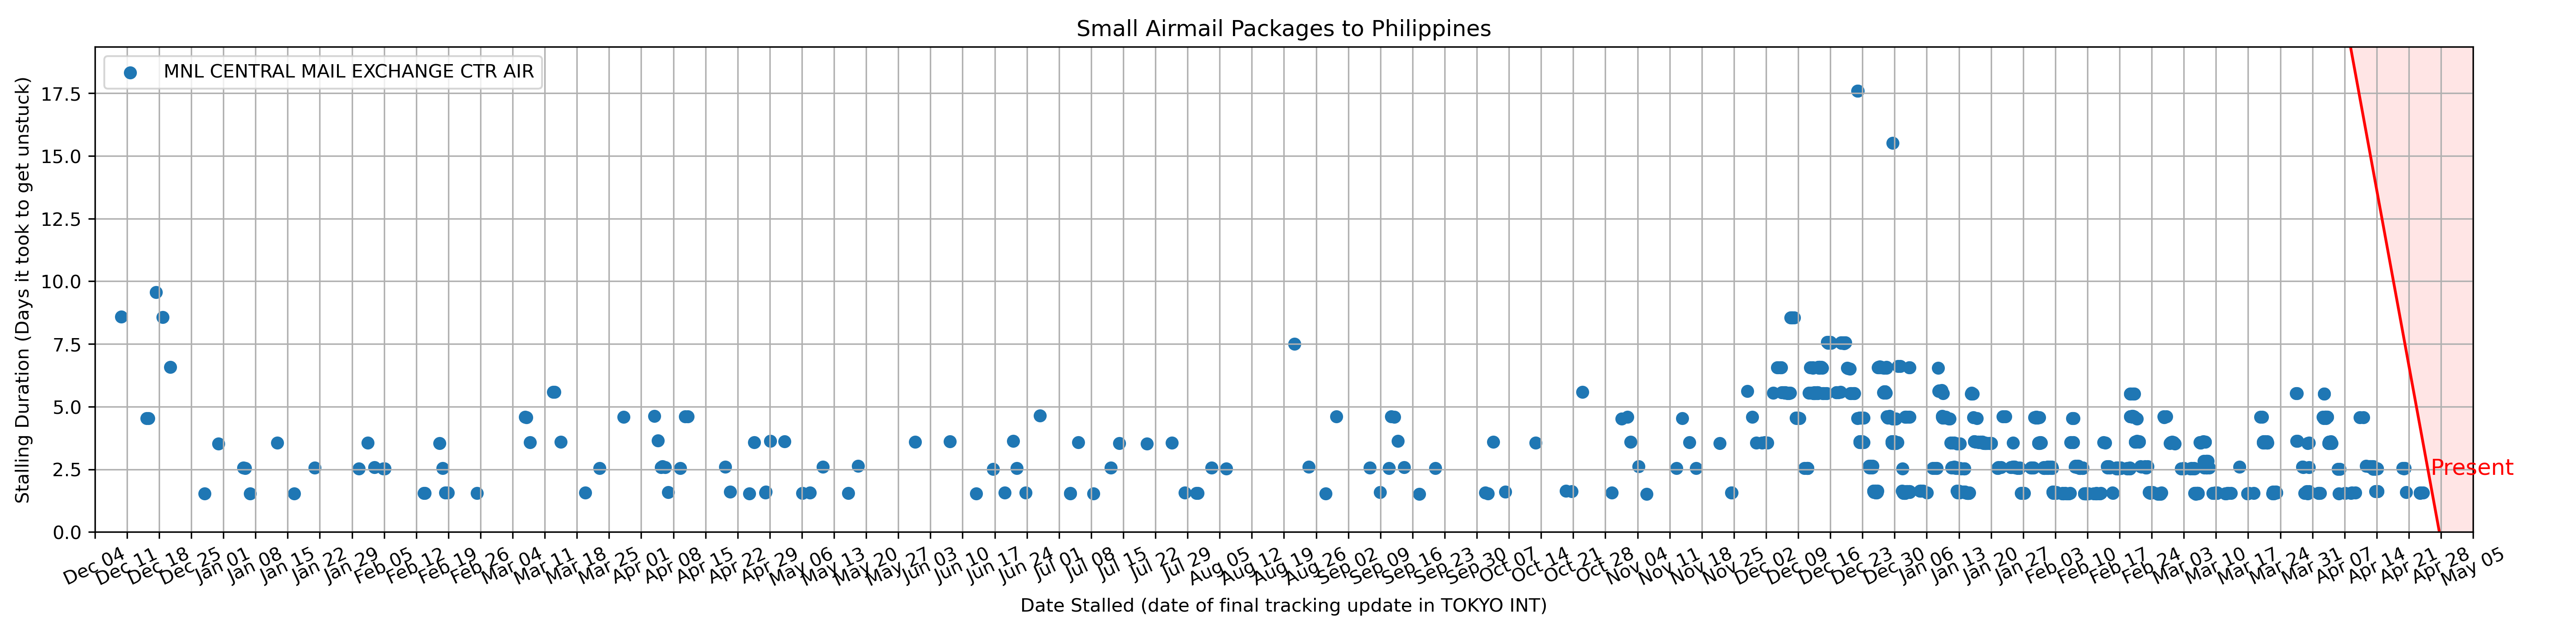 Small Airmail Packages to Philippines
MNL CENTRAL MAIL EXCHANGE CTR AIR
Stalling Duration (Days it took to get unstuck)
17.5
15.0
12.5
10.0
7.5
5.0
2.5
0.0
Present
Dec 04
Dec 11
Dec 18
Dec 25
Jan 01
Jan 08
Jan 15
Jan 22
Jan 29
Feb 05
Feb 12
Feb 19
Feb 26
Mar 04
Mar 11
Mar 18
Mar 25
Apr 01
Apr 08
Apr 15
Apr 22
Apr 29
May 06
May 13
May 20
May 27
Jun 03
Jun 10
Jun 17
Jun 24
Jul 01
Jul 08
Jul 15
Jul 22
Jul 29
Aug 05
Aug 12
Aug 19
Aug 26
Sep 02
Sep 09
Sep 16
Sep 23
Sep 30
Oct 07
Oct 14
Oct 21
Oct 28
Nov 04
Nov 11
Nov 18
Nov 25
Dec 02
Dec 09
Dec 16
Dec 23
Dec 30
Jan 06
Jan 13
Jan 20
Jan 27
Feb 03
Feb 10
Feb 17
Feb 24
Mar 03
Mar 10
Mar 17
Mar 24
Mar 31
Apr 07
Apr 14
Apr 21
Apr 28
May 05
Date Stalled (date of final tracking update in TOKYO INT)